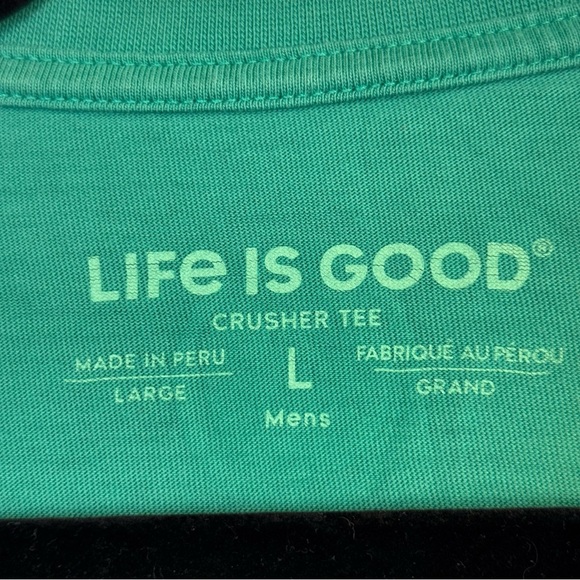 LIFe IS GOOD®
CRUSHER TEE
MADE IN PERU
LARGE
L
Mens
FABRIQUÉ AU PÉROU
GRAND